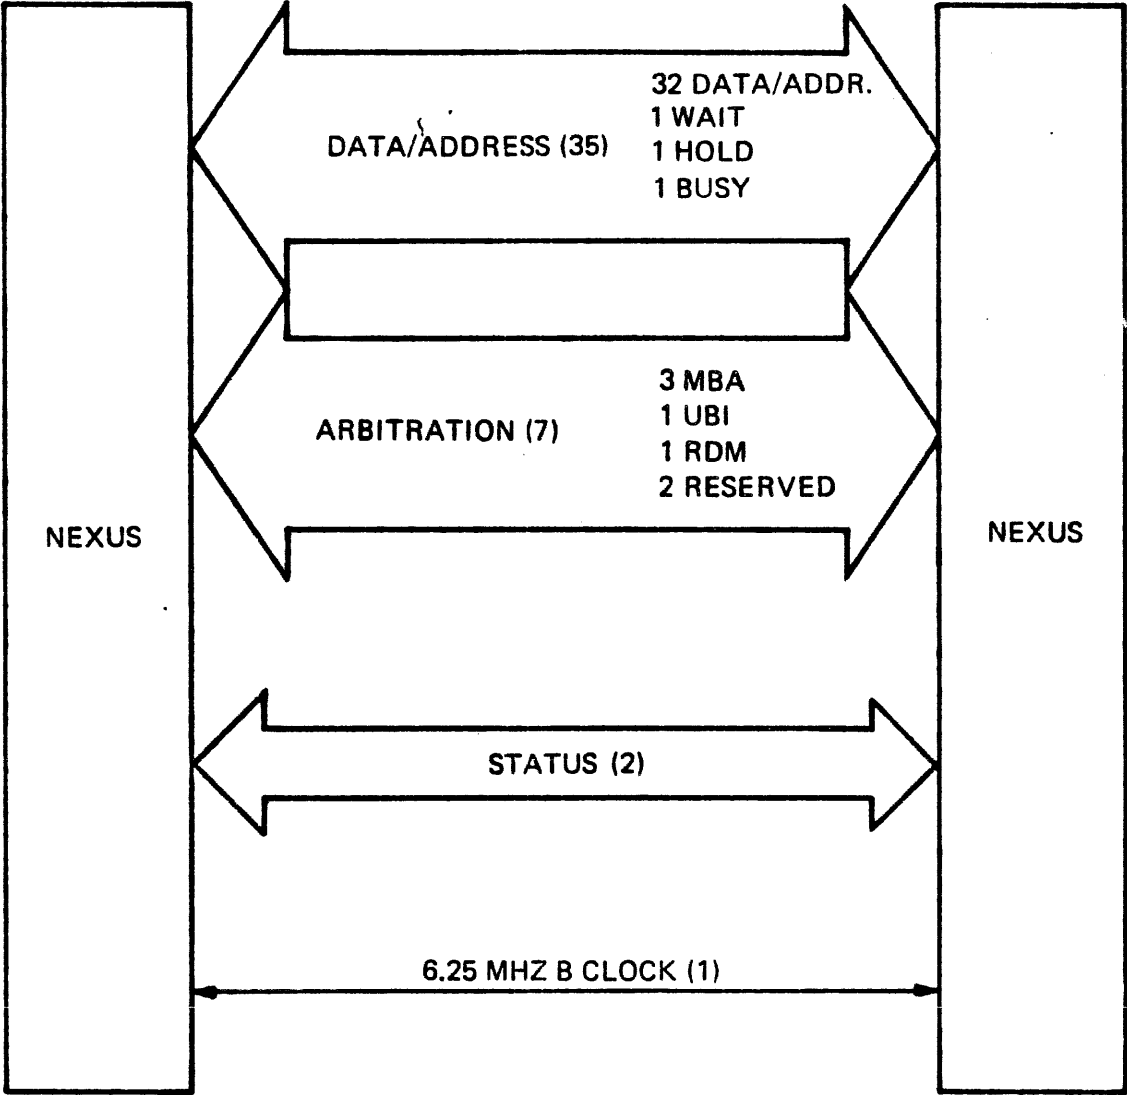 32 DATA/ADDR.
1 WAIT
DATA/ADDRESS (35)
1 HOLD
1 BUSY
3 MBA
1 UBI
ARBITRATION (7)
1 RDM
2 RESERVED
NEXUS
NEXUS
STATUS (2)
6.25 MHZ B CLOCK (1)